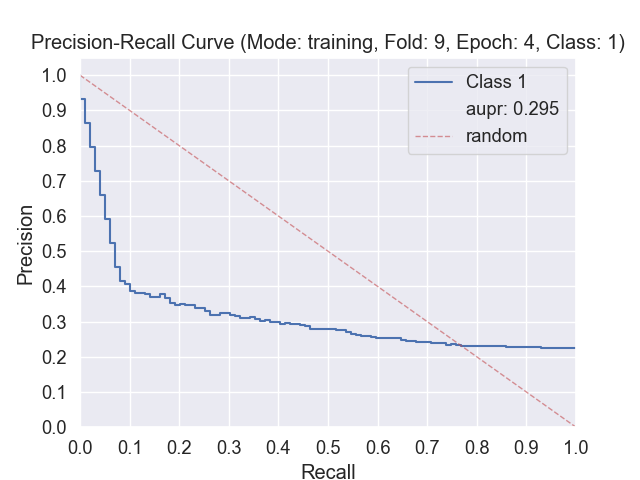 Precision-Recall Curve (Mode: training, Fold: 9, Epoch: 4, Class: 1)
Class 1
aupr: 0.295
random
1.0
0.9
0.8
0.7
0.6
0.5
0.4
0.3
0.2
0.1
0.0
Precision
0.0 0.1 0.2 0.3 0.4 0.5 0.6 0.7 0.8 0.9 1.0
Recall